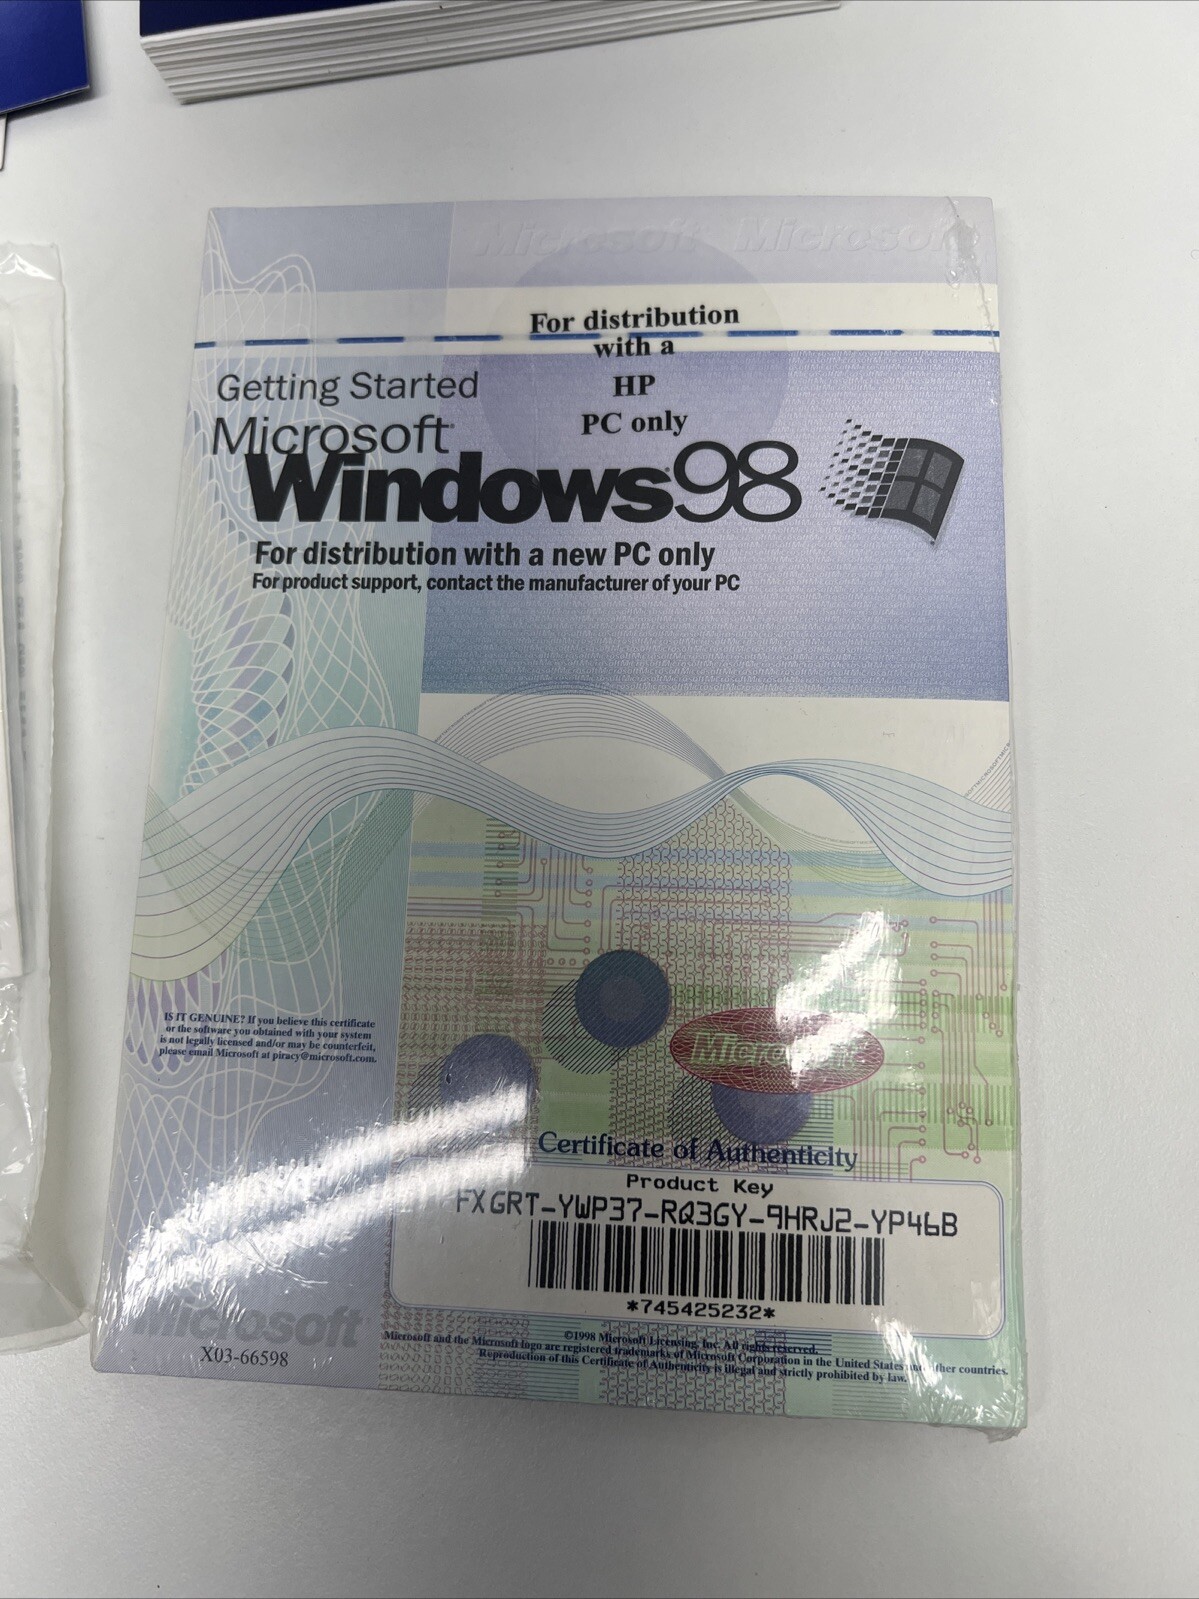 Microsoft Microsoft
For distribution
with a
HP
PC only
Getting Started
Microsoft
Windows 98
For distribution with a new PC only
For product support, contact the manufacturer of your PC
IS IT GENUINE? If you believe this certificate
or the software you obtained with your system
is not legally licensed and/or may be counterfeit,
please email Microsoft at piracy@microsoft.com.
Microsoft
Certificate of Authenticity
Product Key
FXGRT-YWP37-RQ3GY-9HRJ2-YP46B
*745425232*
Microsoft
X03-66598
©1998 Microsoft Licensing, Inc. All rights reserved.
Microsoft and the Microsoft logo are registered trademarks of Microsoft Corporation in the United States and other countries.
Reproduction of this Certificate of Authenticity is illegal and strictly prohibited by law.